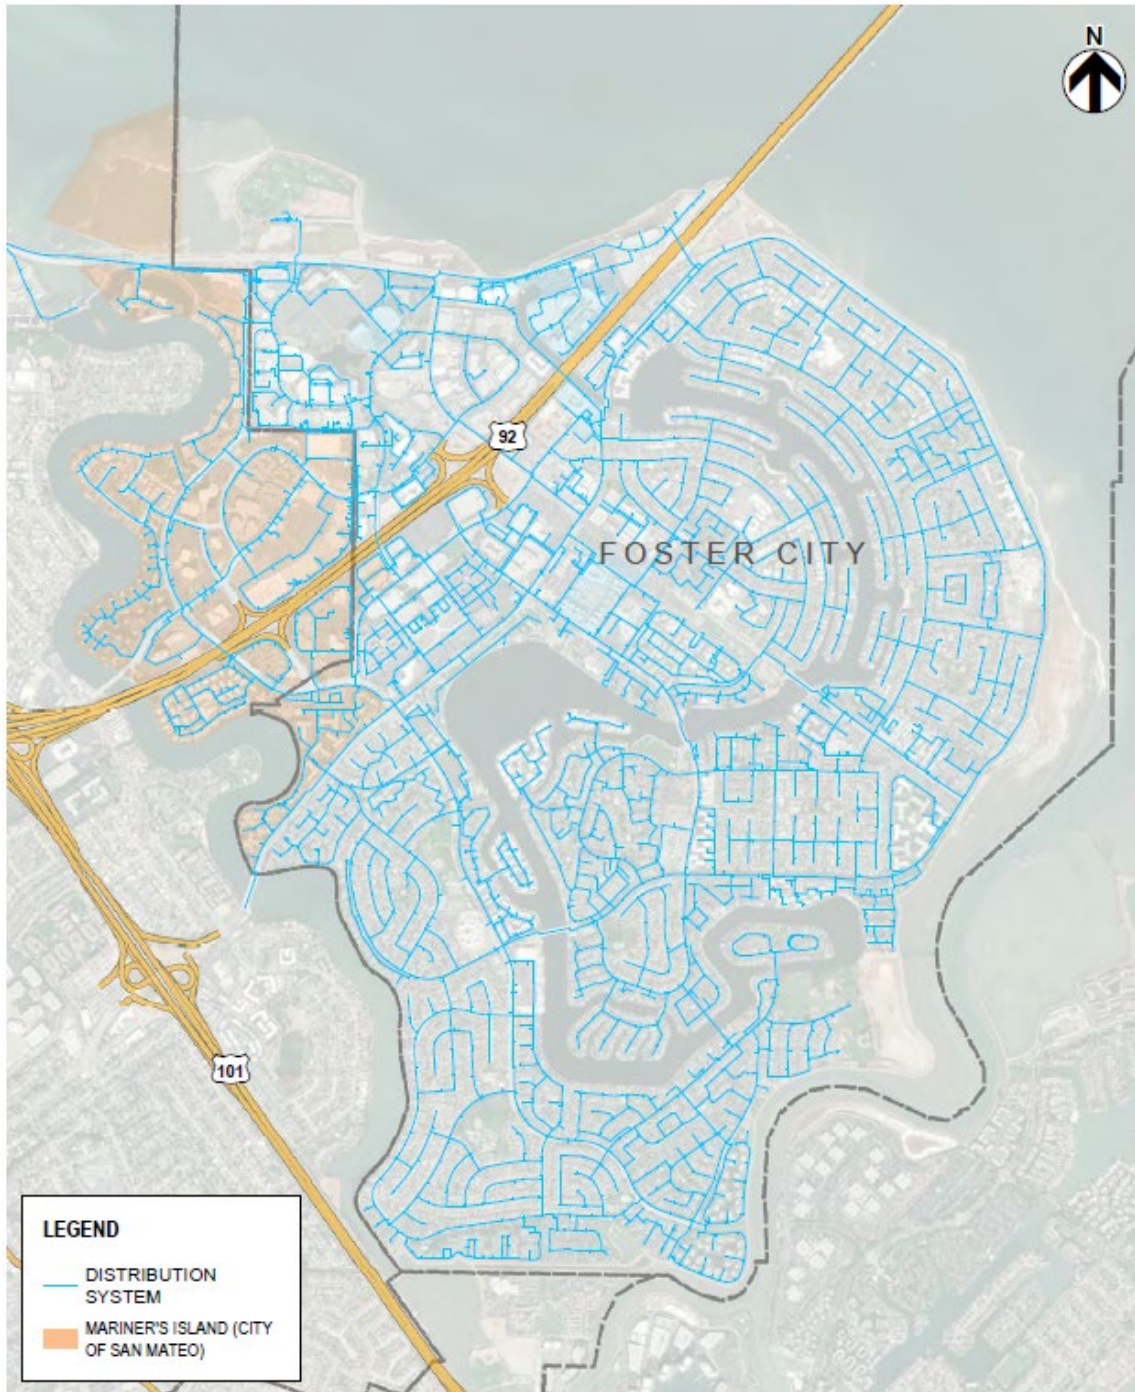 N
92
FOSTER CITY
101
LEGEND
DISTRIBUTION
SYSTEM
MARINER'S ISLAND (CITY
OF SAN MATEO)